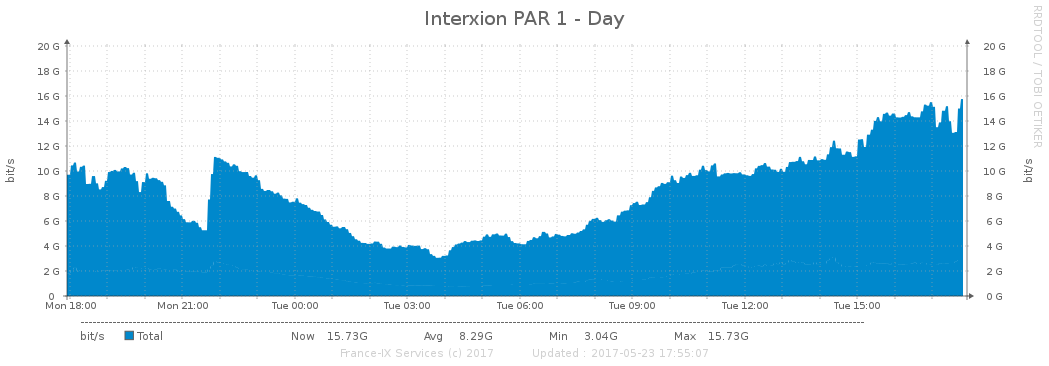 Interxion PAR 1 - Day
RRDTOOL / TOBI OETIKER
bit/s
bit/s
20 G 20 G
18 G 18 G
16 G 16 G
14 G 14 G
12 G 12 G
10 G 10 G
8 G 8 G
6 G 6 G
4 G 4 G
2 G 2 G
0 0 G
Mon 18:00 Mon 21:00 Tue 00:00 Tue 03:00 Tue 06:00 Tue 09:00 Tue 12:00 Tue 15:00
bit/s Total Now 15.73G Avg 8.29G Min 3.04G Max 15.73G
France-IX Services (c) 2017 Updated : 2017-05-23 17:55:07